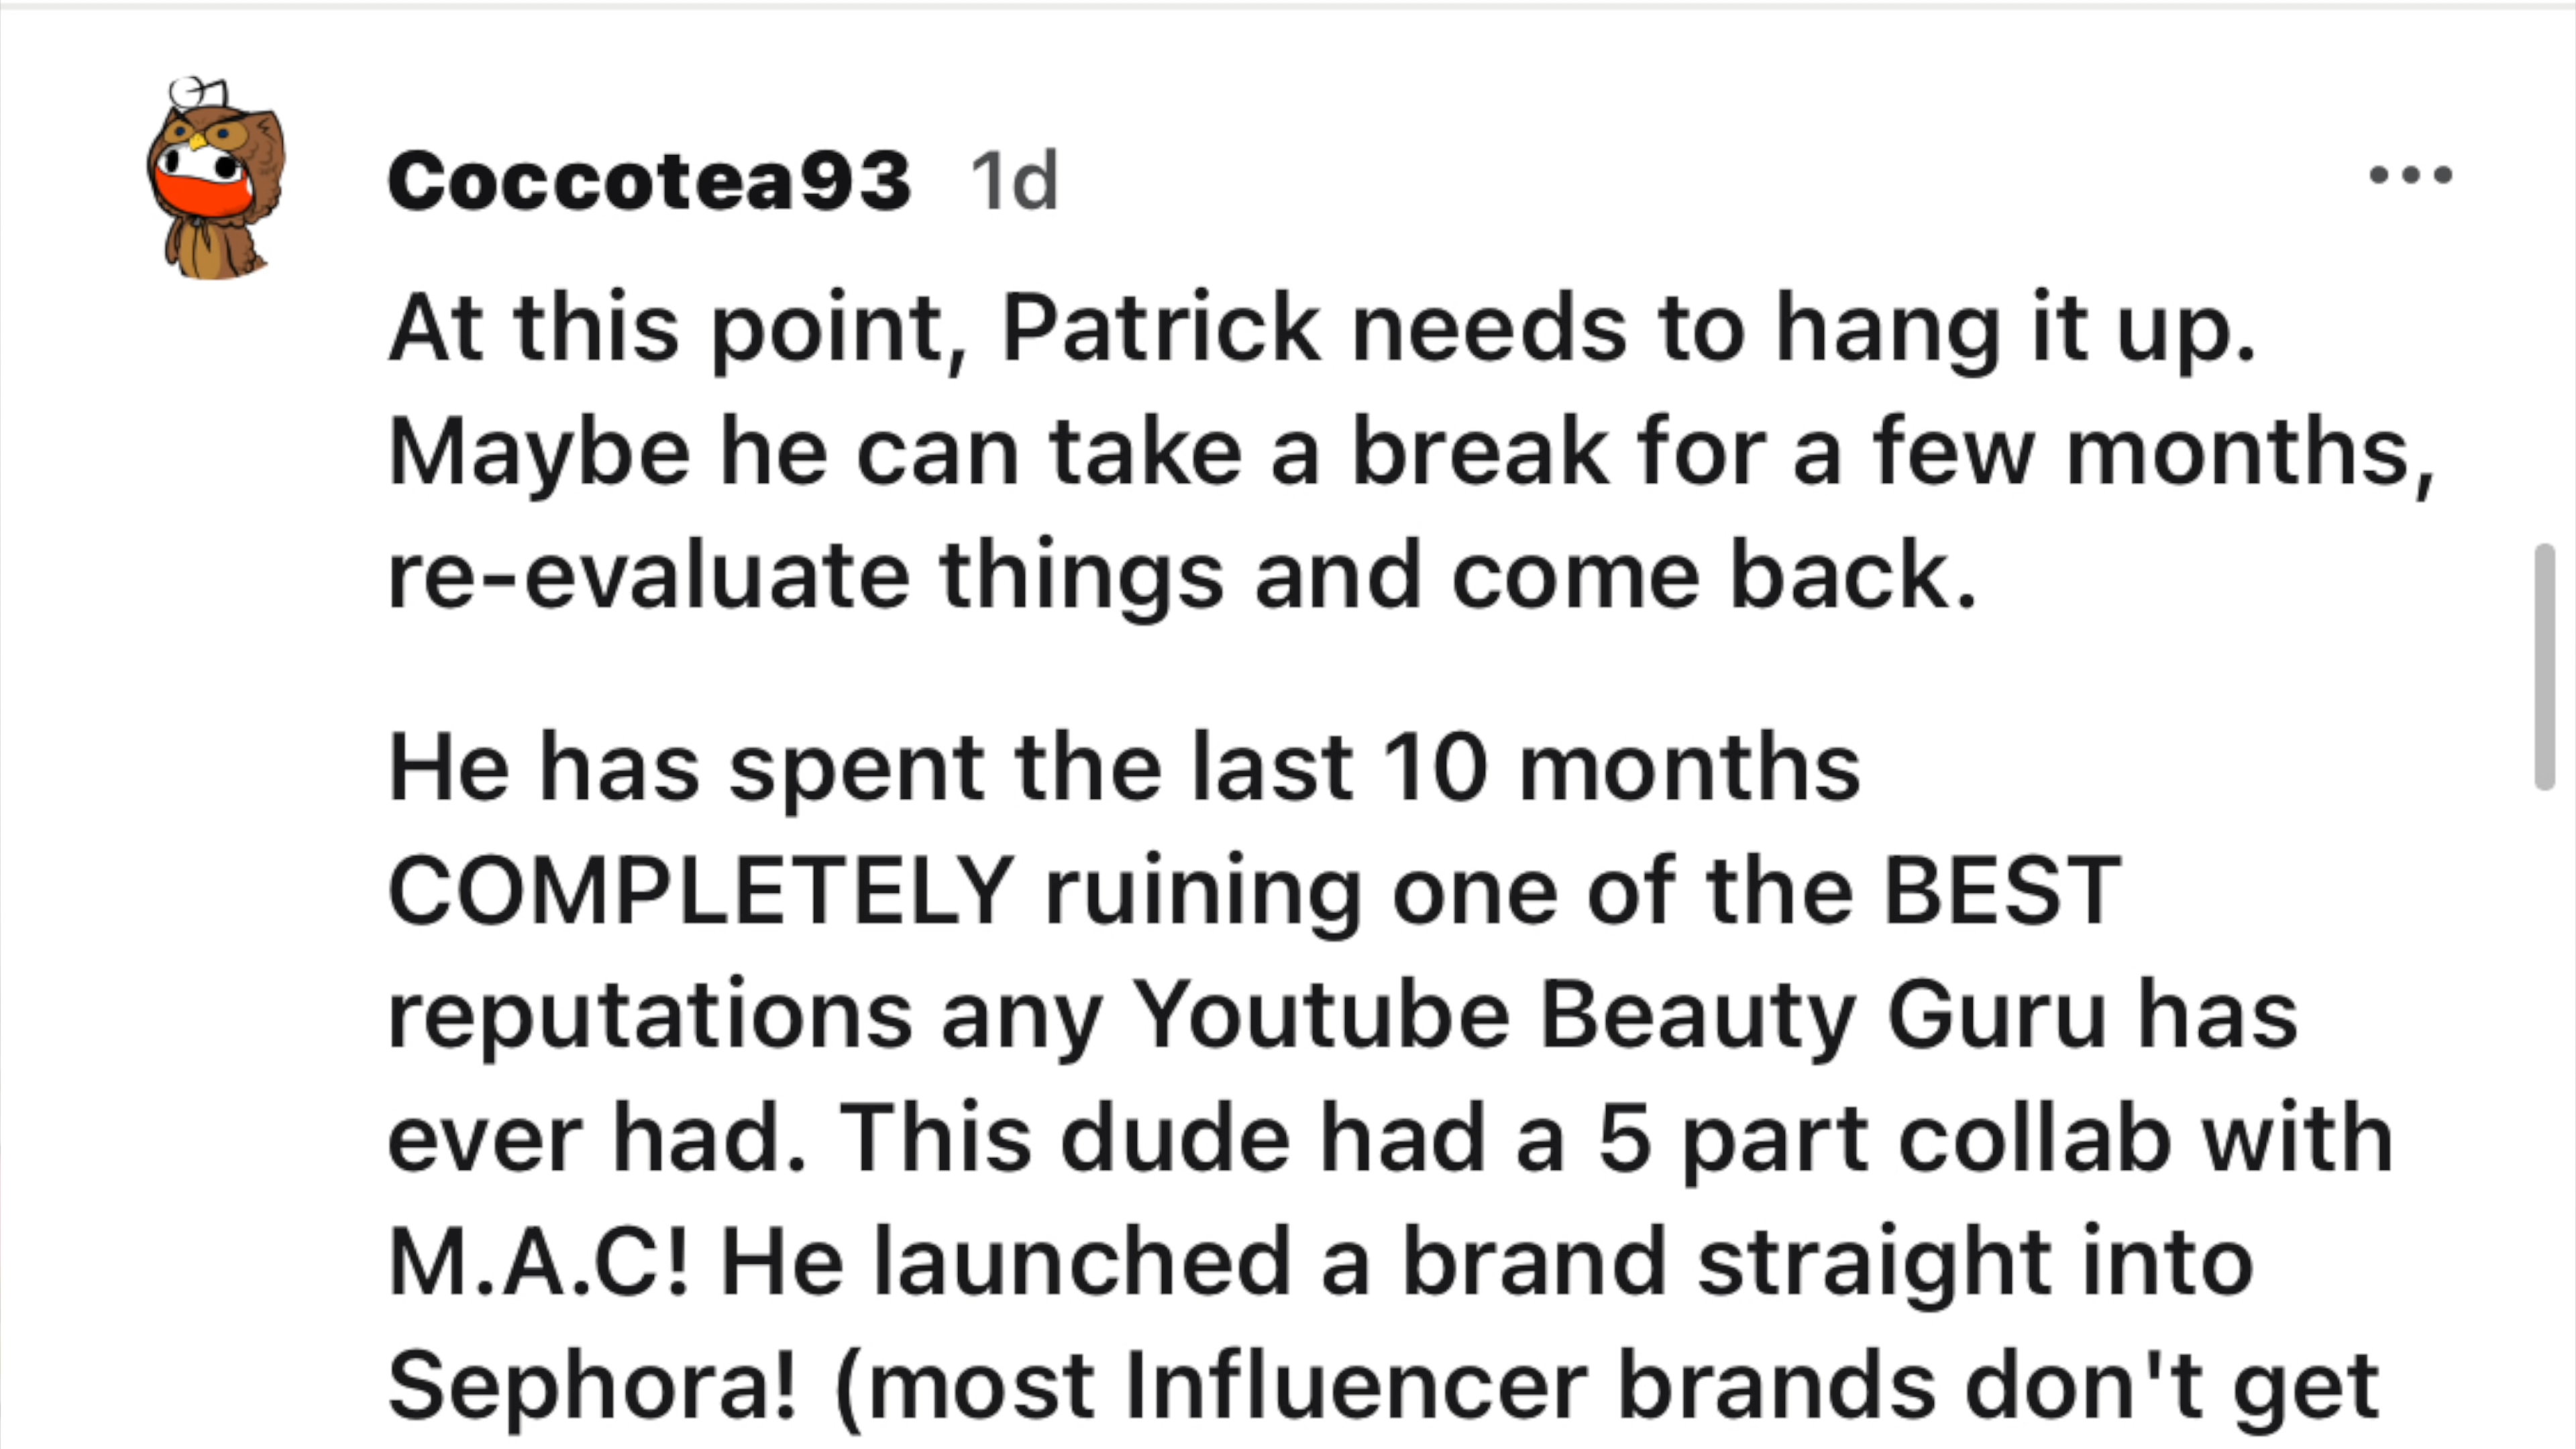 Coccotea93 1d
At this point, Patrick needs to hang it up.
Maybe he can take a break for a few months,
re-evaluate things and come back.
He has spent the last 10 months
COMPLETELY ruining one of the BEST
reputations any Youtube Beauty Guru has
ever had. This dude had a 5 part collab with
M.A.C! He launched a brand straight into
Sephora! (most Influencer brands don't get